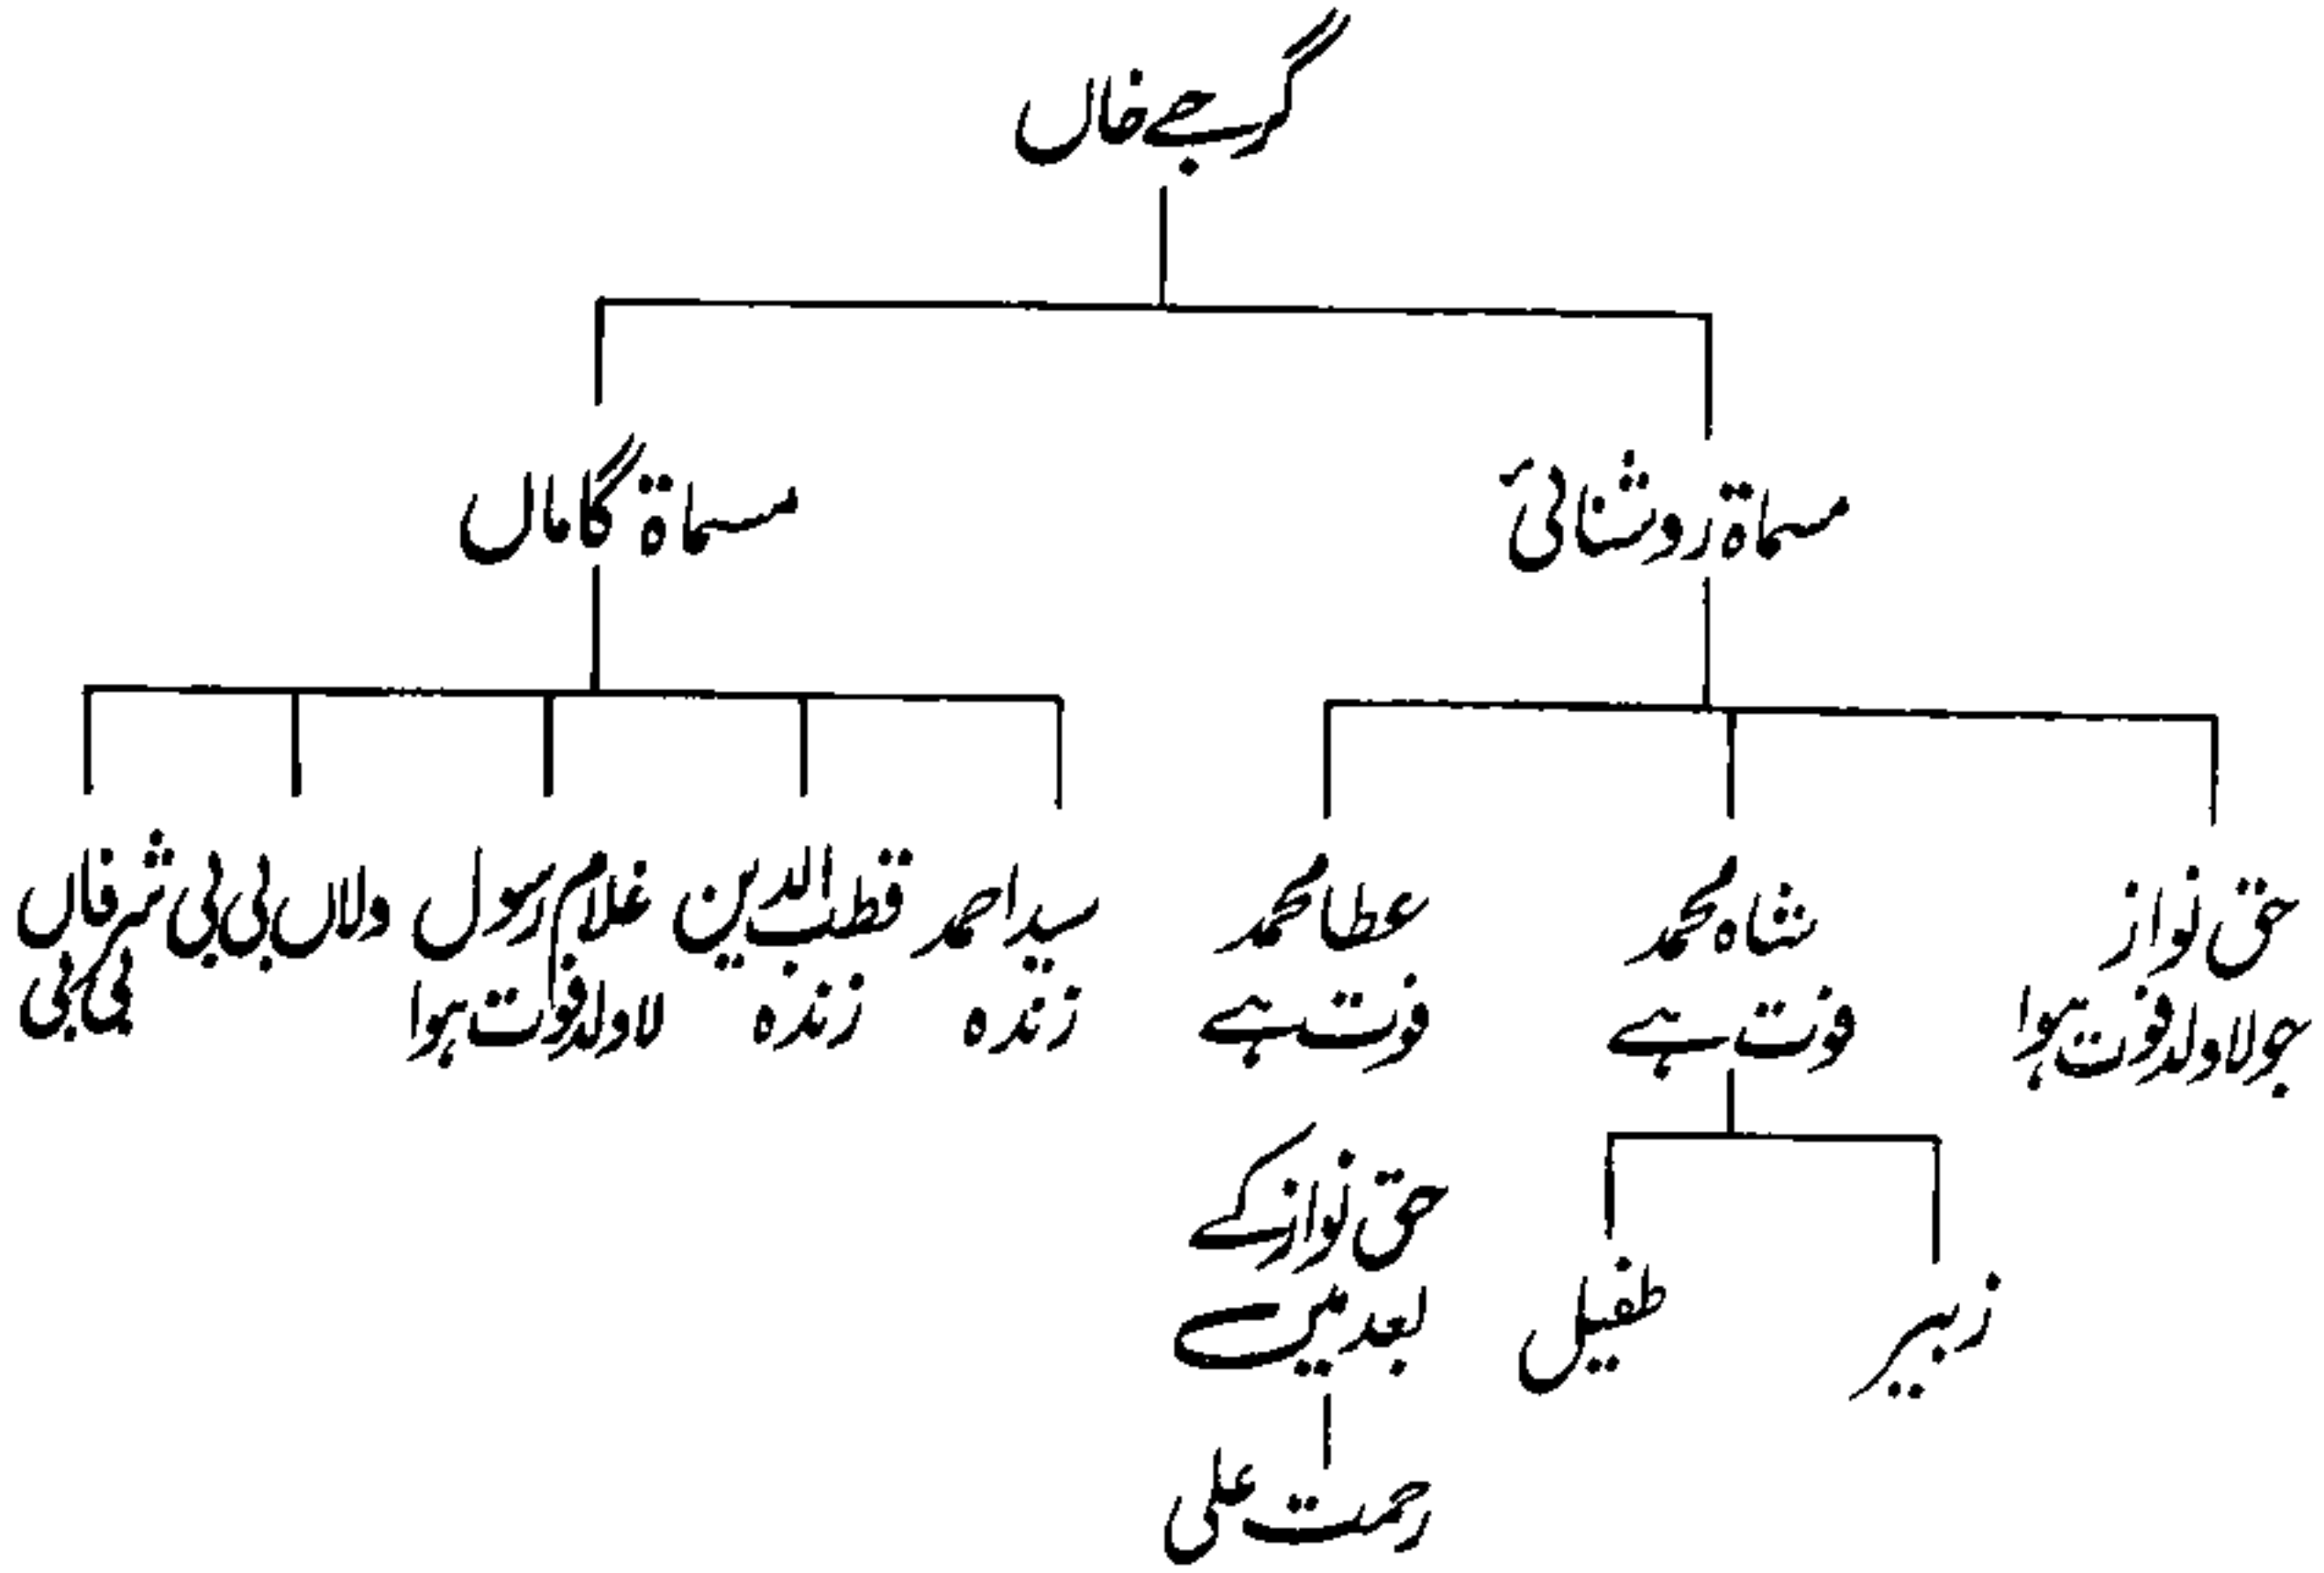 گرجے خاں
مسماۃ روشنائی مسماۃ گاماں
حق نواز شاہ محمد عطا محمد سید احمد قطب الدین غلام رسول دلاں بی بی شرفاں
جو لاولد فوت ہوا فوت ہے فوت ہے زندہ زندہ لاولد فوت ہوا بی بی
حق نواز کے
بعد میں
زبیر طفیل
رحمت علی